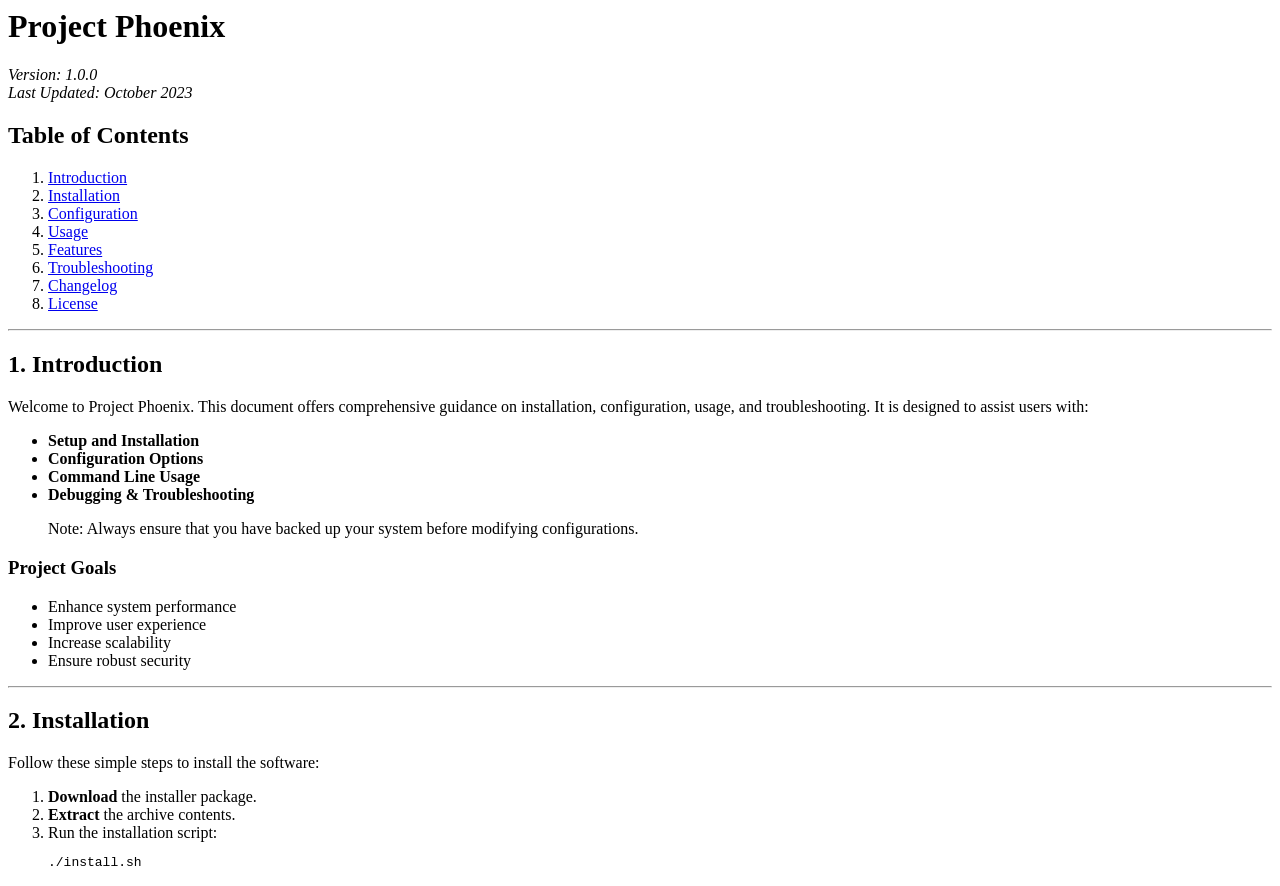 Project Phoenix
Version: 1.0.0
Last Updated: October 2023
Table of Contents
1. Introduction
2. Installation
3. Configuration
4. Usage
5. Features
6. Troubleshooting
7. Changelog
8. License
1. Introduction
Welcome to Project Phoenix. This document offers comprehensive guidance on installation, configuration, usage, and troubleshooting. It is designed to assist users with:
• Setup and Installation
• Configuration Options
• Command Line Usage
• Debugging & Troubleshooting
Note: Always ensure that you have backed up your system before modifying configurations.
Project Goals
• Enhance system performance
• Improve user experience
• Increase scalability
• Ensure robust security
2. Installation
Follow these simple steps to install the software:
1. Download the installer package.
2. Extract the archive contents.
3. Run the installation script:
./install.sh